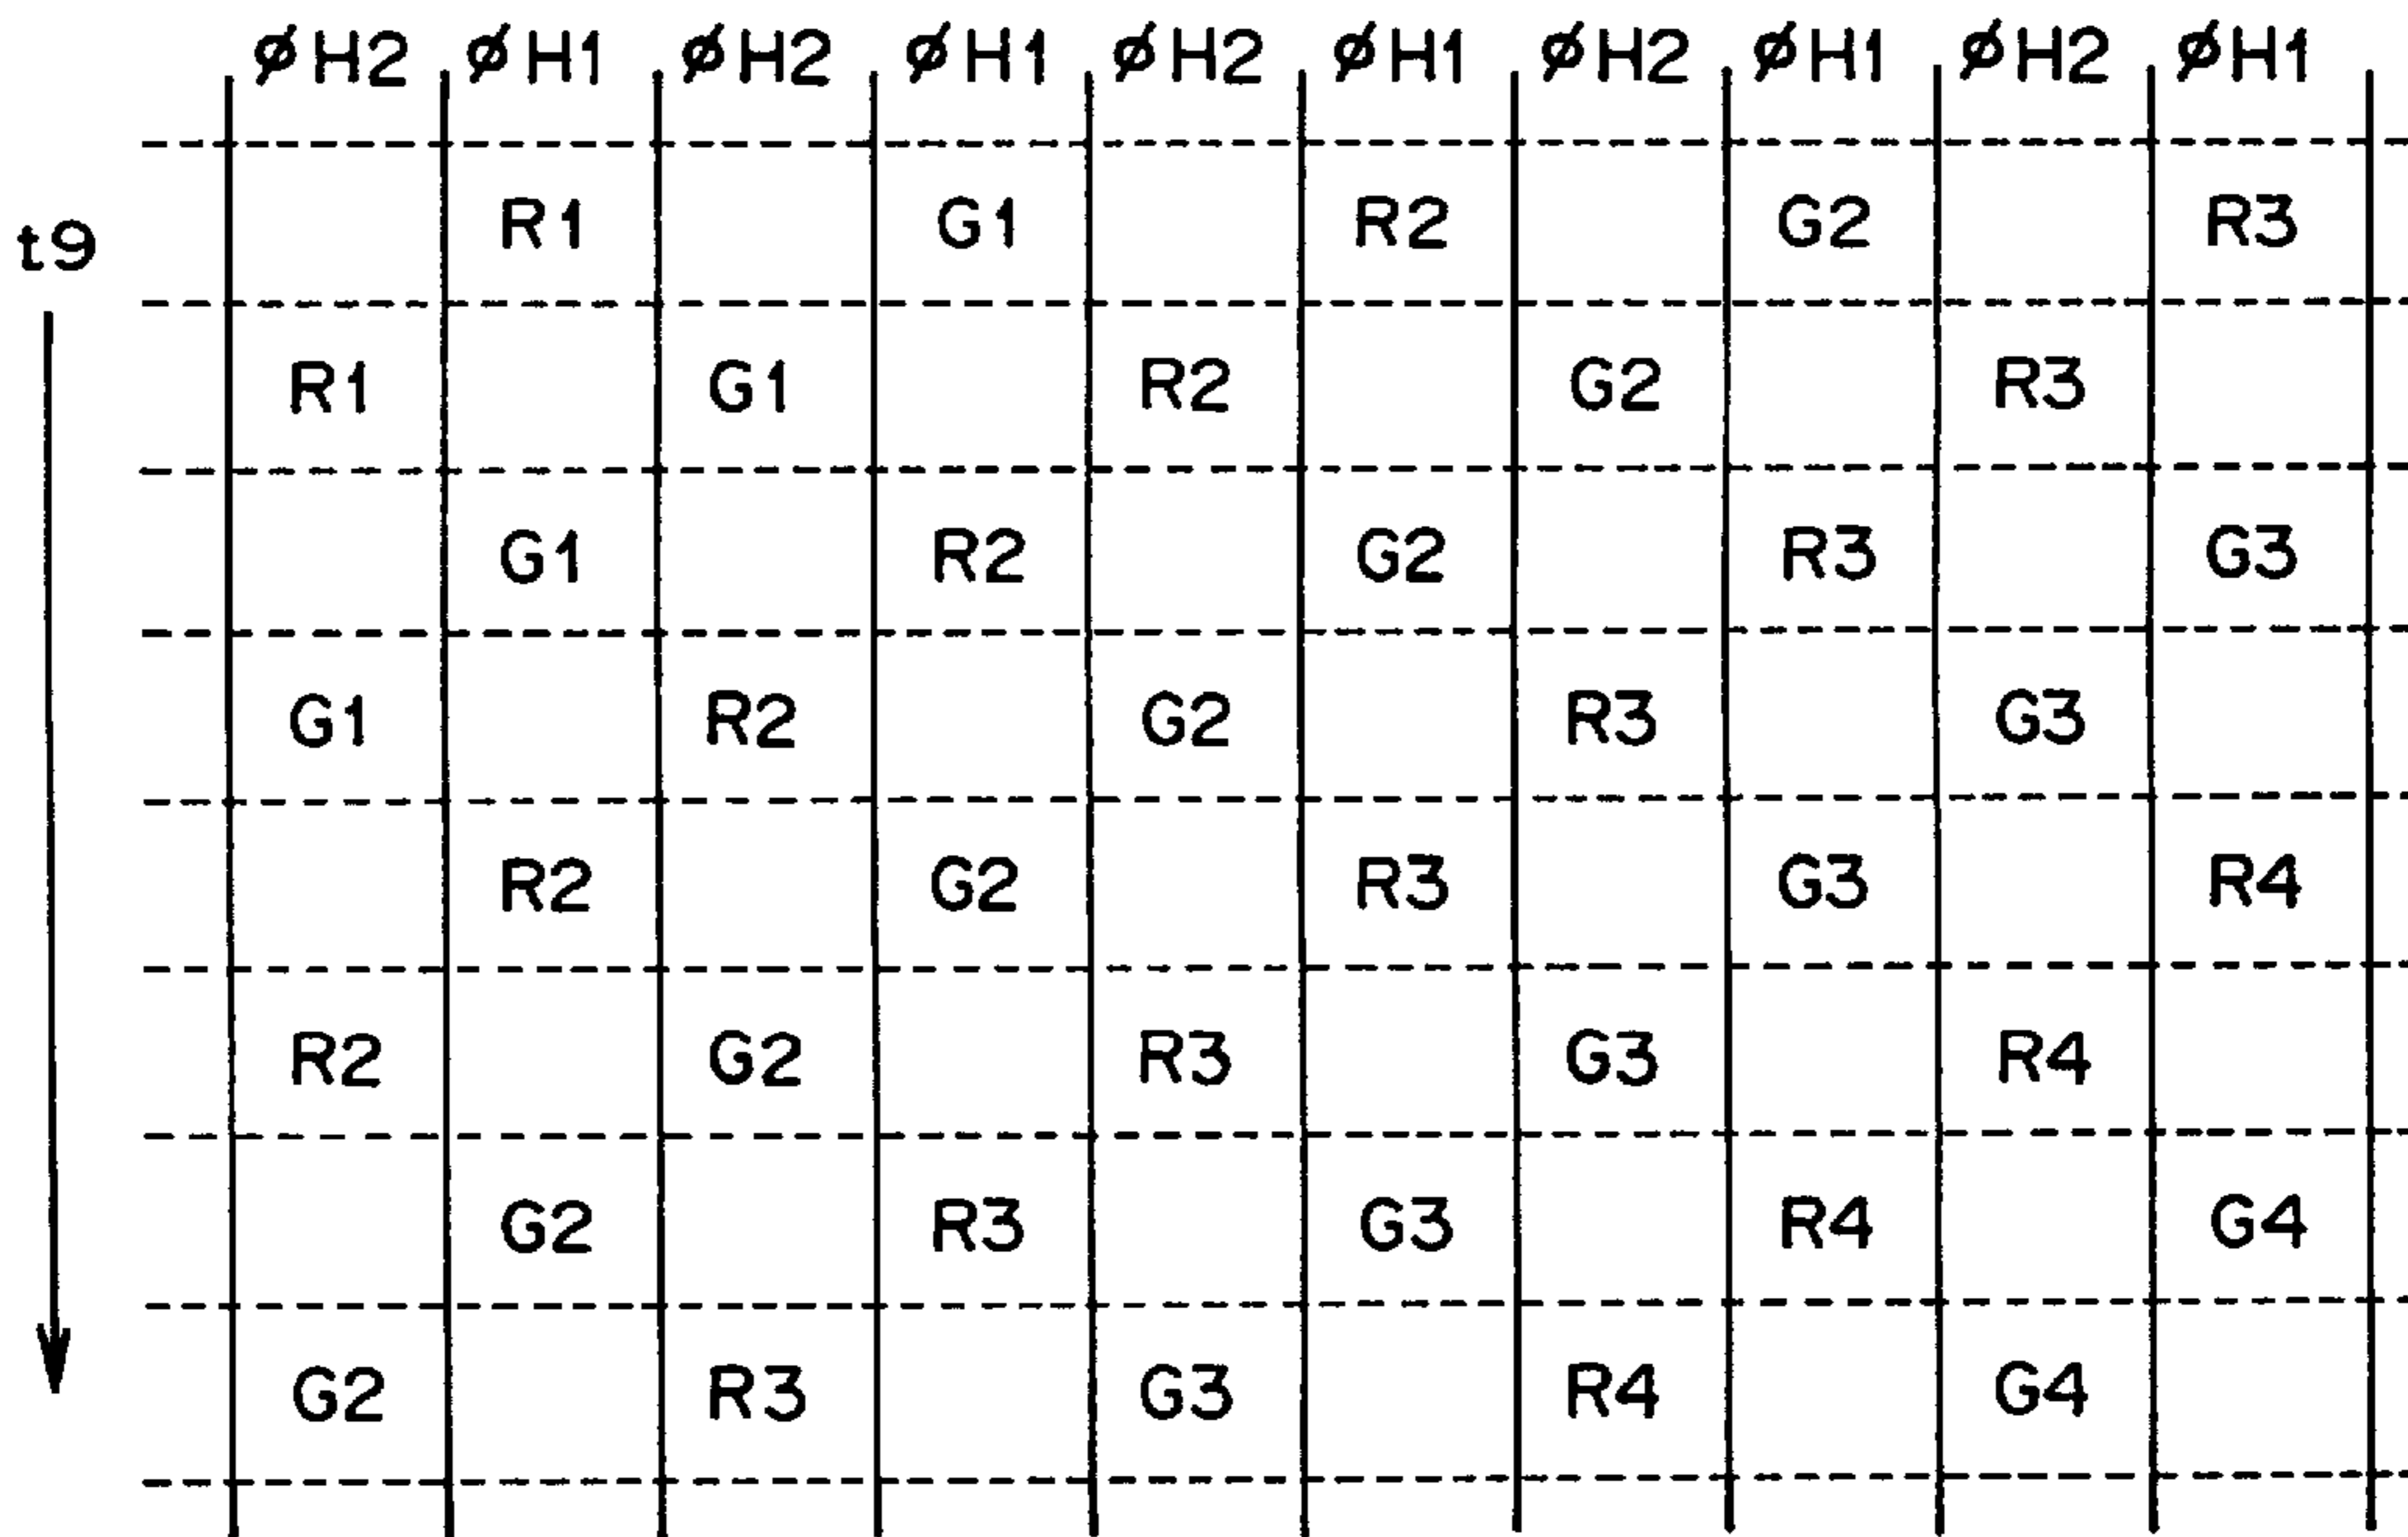 øH2 øH1 øH2 øH1 øH2 øH1 øH2 øH1 øH2 øH1
t9 R1 G1 R2 G2 R3
R1 G1 R2 G2 R3
G1 R2 G2 R3 G3
G1 R2 G2 R3 G3
R2 G2 R3 G3 R4
R2 G2 R3 G3 R4
G2 R3 G3 R4 G4
G2 R3 G3 R4 G4